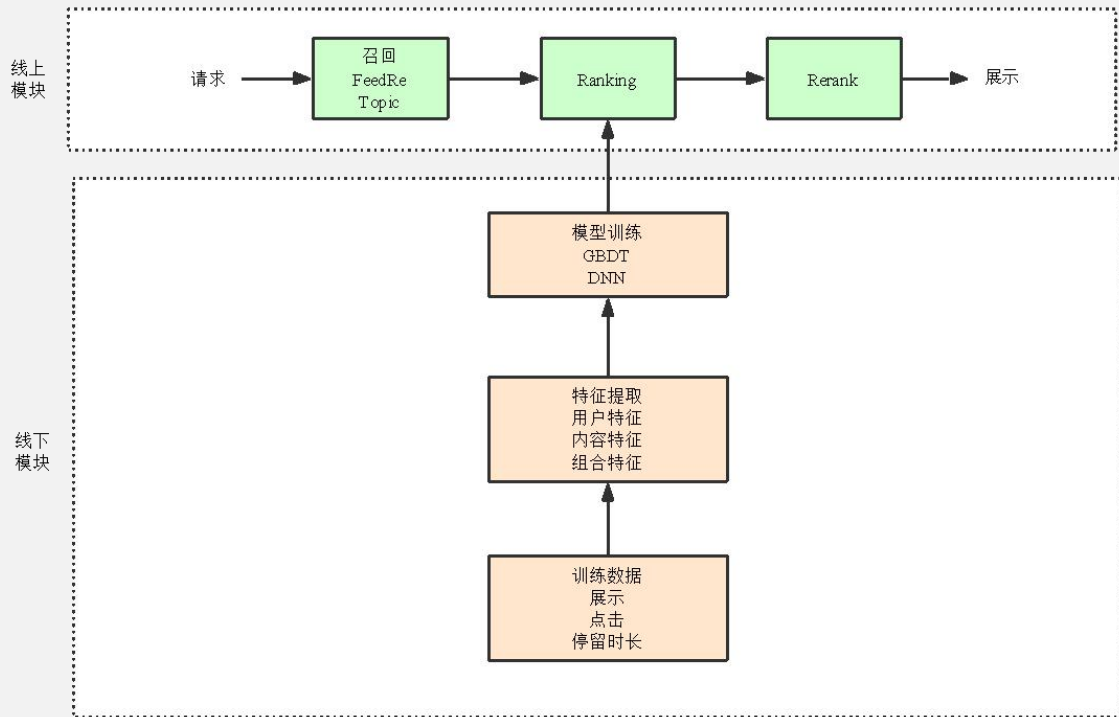 线上
模块
请求
召回
FeedRe
Topic
Ranking
Rerank
展示
线下
模块
模型训练
GBDT
DNN
特征提取
用户特征
内容特征
组合特征
训练数据
展示
点击
停留时长